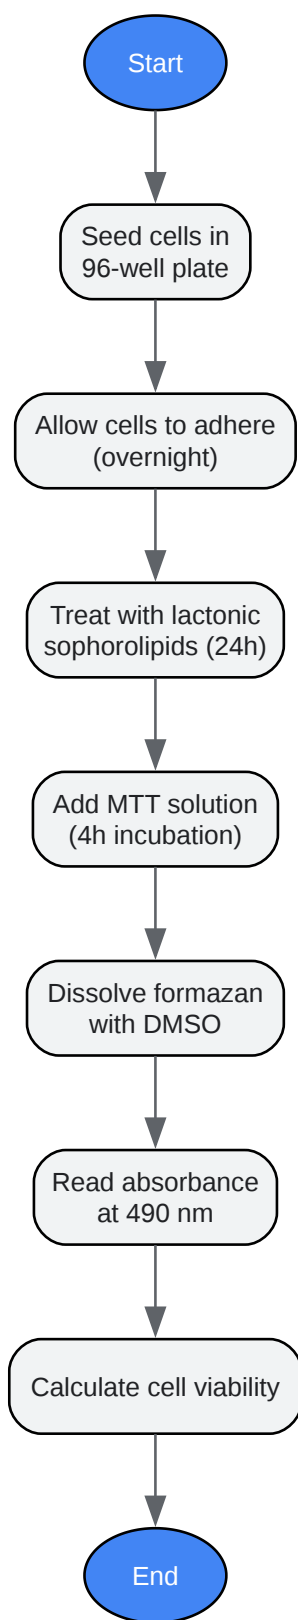 Start
Seed cells in
96-well plate
Allow cells to adhere
(overnight)
Treat with lactonic
sophorolipids (24h)
Add MTT solution
(4h incubation)
Dissolve formazan
with DMSO
Read absorbance
at 490 nm
Calculate cell viability
End